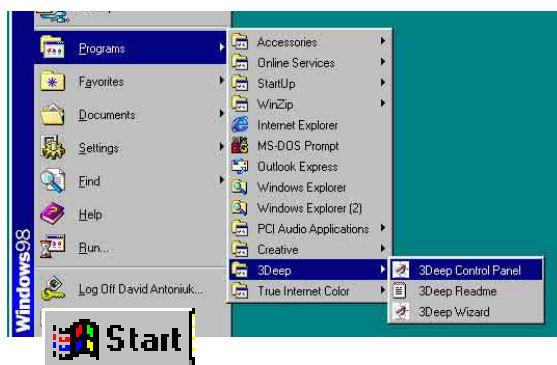 Programs
Favorites
Documents
Settings
Find
Help
Run...
Log Off David Antoniuk...
Windows98
Start
Accessories
Online Services
StartUp
WinZip
Internet Explorer
MS-DOS Prompt
Outlook Express
Windows Explorer
Windows Explorer (2)
PCI Audio Applications
Creative
3Deep
True Internet Color
3Deep Control Panel
3Deep Readme
3Deep Wizard